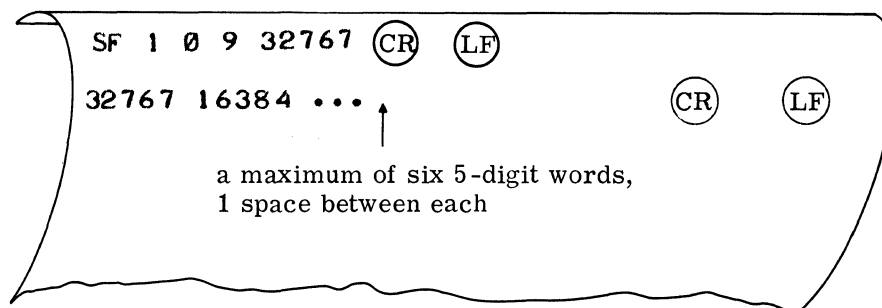 SF 1 0 9 32767 CR LF
32767 16384 ••• CR LF
a maximum of six 5-digit words,
1 space between each